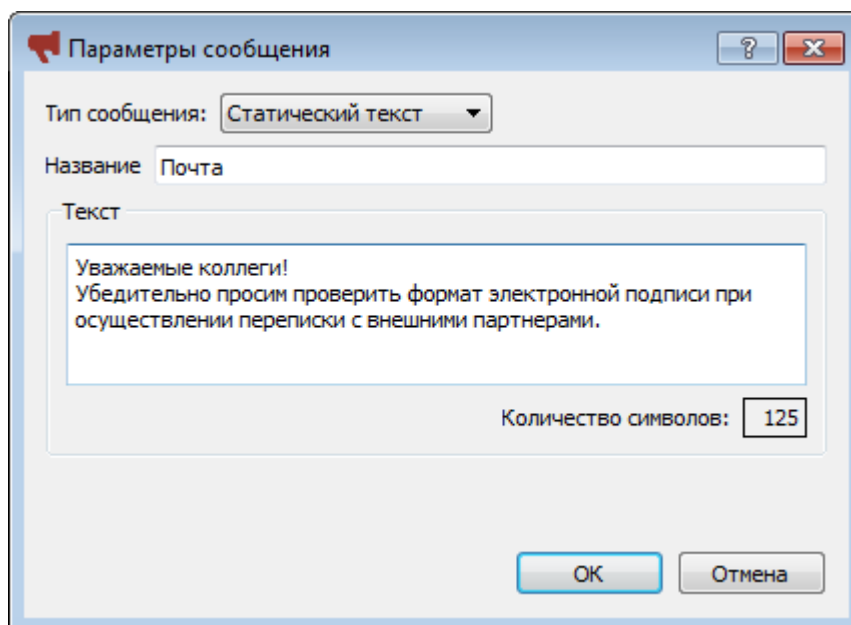 Параметры сообщения
Тип сообщения: Статический текст
Название Почта
Текст
Уважаемые коллеги!
Убедительно просим проверить формат электронной подписи при
осуществлении переписки с внешними партнерами.
Количество символов: 125
ОК Отмена